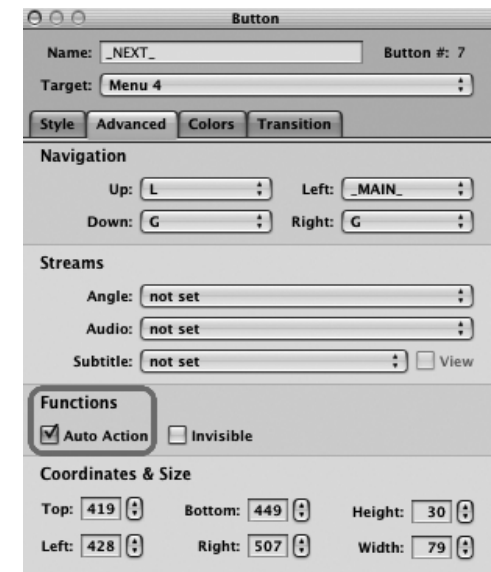 Button
Name: _NEXT_ Button #: 7
Target: Menu 4
Style Advanced Colors Transition
Navigation
Up: L Left: _MAIN_
Down: G Right: G
Streams
Angle: not set
Audio: not set
Subtitle: not set View
Functions
Auto Action Invisible
Coordinates & Size
Top: 419 Bottom: 449 Height: 30
Left: 428 Right: 507 Width: 79